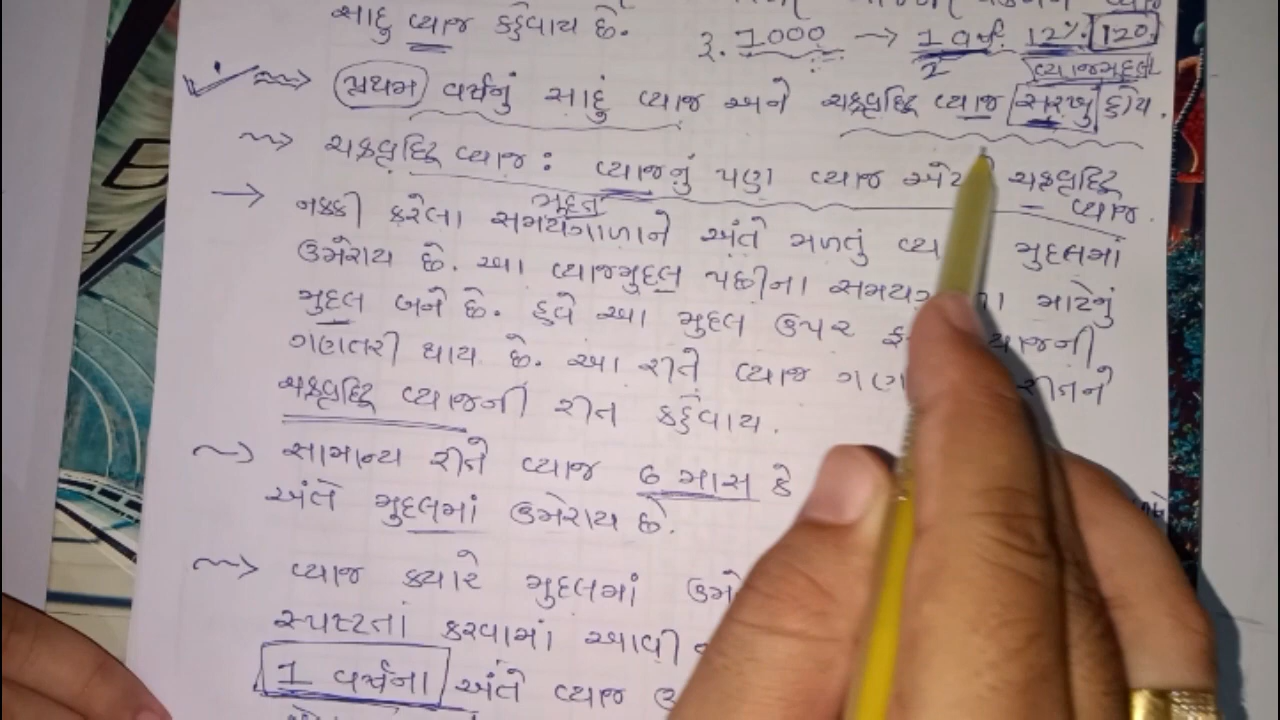 સાદુ વ્યાજ કહેવાય છે.
રૂ. 1000 → 1 વર્ષ 12% 120
2 વ્યાજમુદ્દલ
પ્રથમ વર્ષનું સાદું વ્યાજ અને ચક્રવૃદ્ધિ વ્યાજ સરખુ હોય.
ચક્રવૃદ્ધિ વ્યાજ : વ્યાજનું પણ વ્યાજ ચક્રવૃદ્ધિ
વ્યાજ.
→ નક્કી કરેલા સમયગાળાને અંતે મળતું મુદ્દલમાં
મુદત
ઉમેરાય છે. આ વ્યાજમુદ્દલ પછીના માટેનું
મુદ્દલ બને છે. હવે આ મુદ્દલ ઉપર
ગણતરી થાય છે. આ રીતે વ્યાજ
ચક્રવૃદ્ધિ વ્યાજની રીત કહેવાય.
સામાન્ય રીતે વ્યાજ 6 માસ કે
અંતે મુદ્દલમાં ઉમેરાય છે.
વ્યાજ ક્યારે મુદ્દલમાં
સ્પષ્ટતાં કરવામાં આવી
1 વર્ષના અંતે વ્યાજ